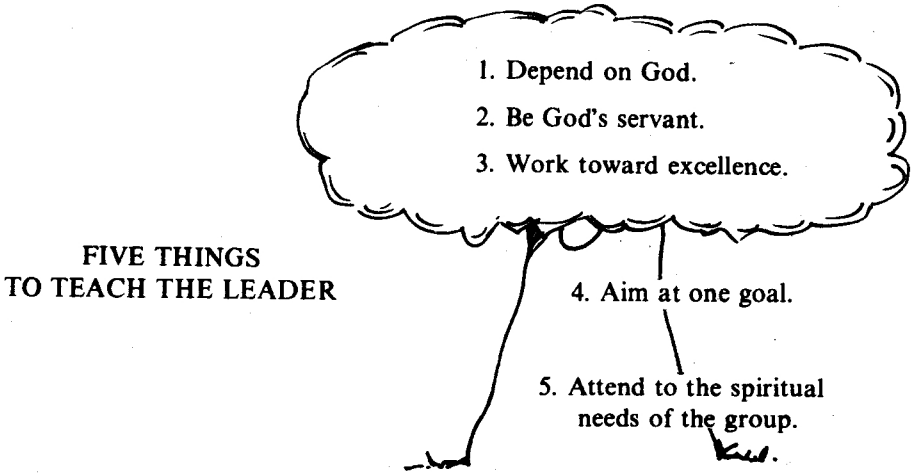 1. Depend on God.
2. Be God's servant.
3. Work toward excellence.
FIVE THINGS
TO TEACH THE LEADER
4. Aim at one goal.
5. Attend to the spiritual
needs of the group.